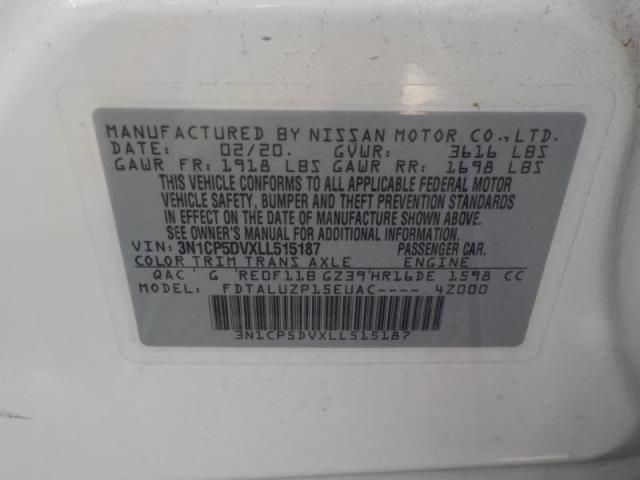 MANUFACTURED BY NISSAN MOTOR CO.,LTD.
DATE: 02/20. GVWR: 3616 LBS
GAWR FR: 1918 LBS GAWR RR: 1698 LBS
THIS VEHICLE CONFORMS TO ALL APPLICABLE FEDERAL MOTOR
VEHICLE SAFETY, BUMPER AND THEFT PREVENTION STANDARDS
IN EFFECT ON THE DATE OF MANUFACTURE SHOWN ABOVE.
SEE OWNER'S MANUAL FOR FURTHER INFORMATION.
VIN: 3N1CP5DVXLL515187 PASSENGER CAR.
COLOR TRIM TRANS AXLE ENGINE
QAC' G 'RE0F11B GZ39'HR16DE 1598 CC
MODEL: FDTALUZP15EUAC---- 4Z000
3N1CP5DVXLL515187